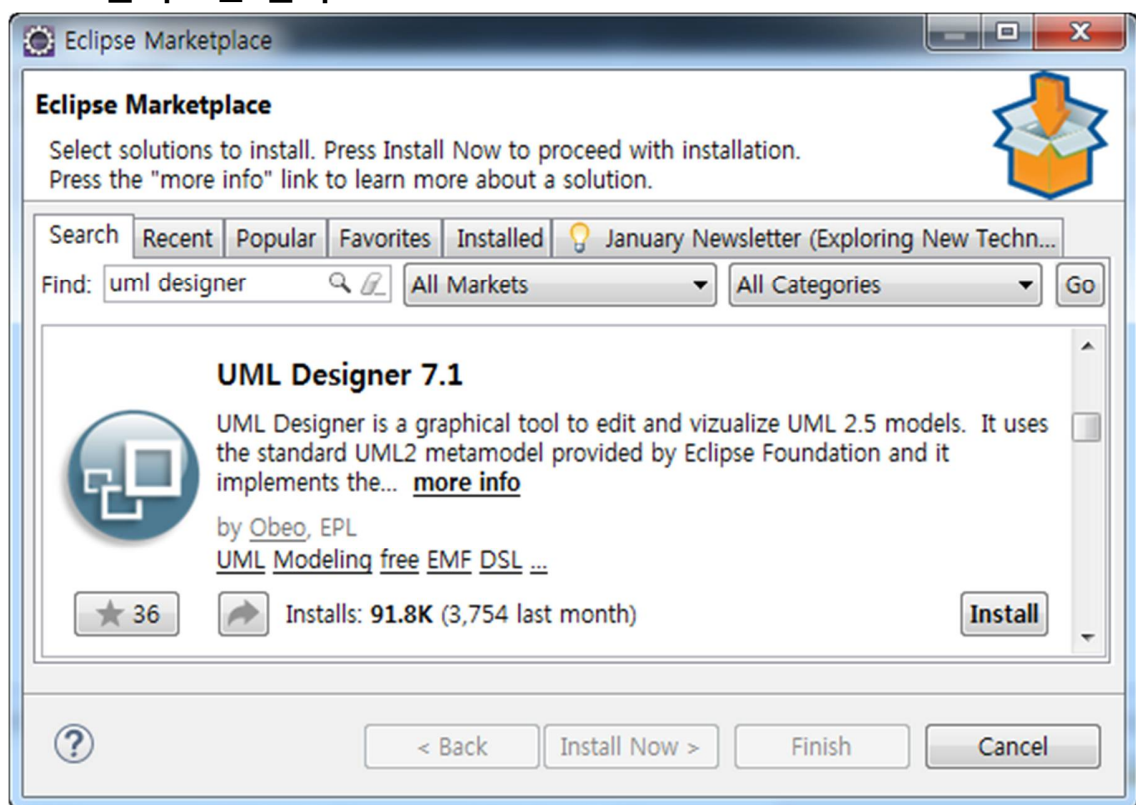 Eclipse Marketplace
Eclipse Marketplace
Select solutions to install. Press Install Now to proceed with installation.
Press the "more info" link to learn more about a solution.
Search Recent Popular Favorites Installed January Newsletter (Exploring New Techn...
Find: uml designer All Markets All Categories Go
UML Designer 7.1
UML Designer is a graphical tool to edit and vizualize UML 2.5 models. It uses
the standard UML2 metamodel provided by Eclipse Foundation and it
implements the... more info
by Obeo, EPL
UML Modeling free EMF DSL ...
36 Installs: 91.8K (3,754 last month) Install
< Back Install Now > Finish Cancel